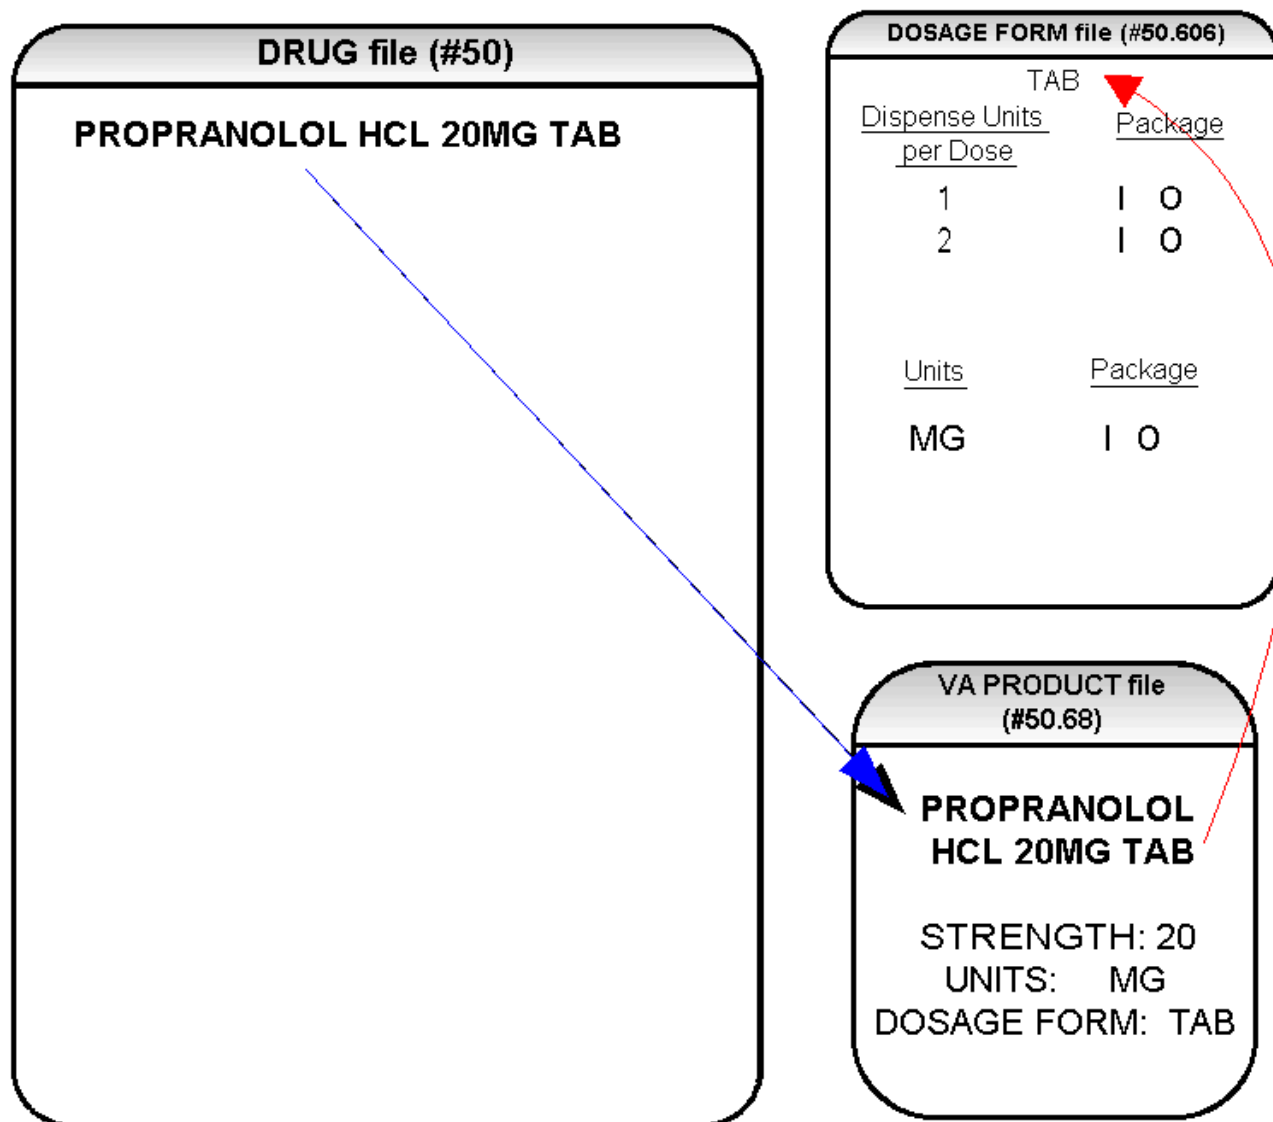 DRUG file (#50)
PROPRANOLOL HCL 20MG TAB
DOSAGE FORM file (#50.606)
TAB
Dispense Units Package
per Dose
1 I O
2 I O
Units Package
MG I O
VA PRODUCT file
(#50.68)
PROPRANOLOL
HCL 20MG TAB
STRENGTH: 20
UNITS: MG
DOSAGE FORM: TAB